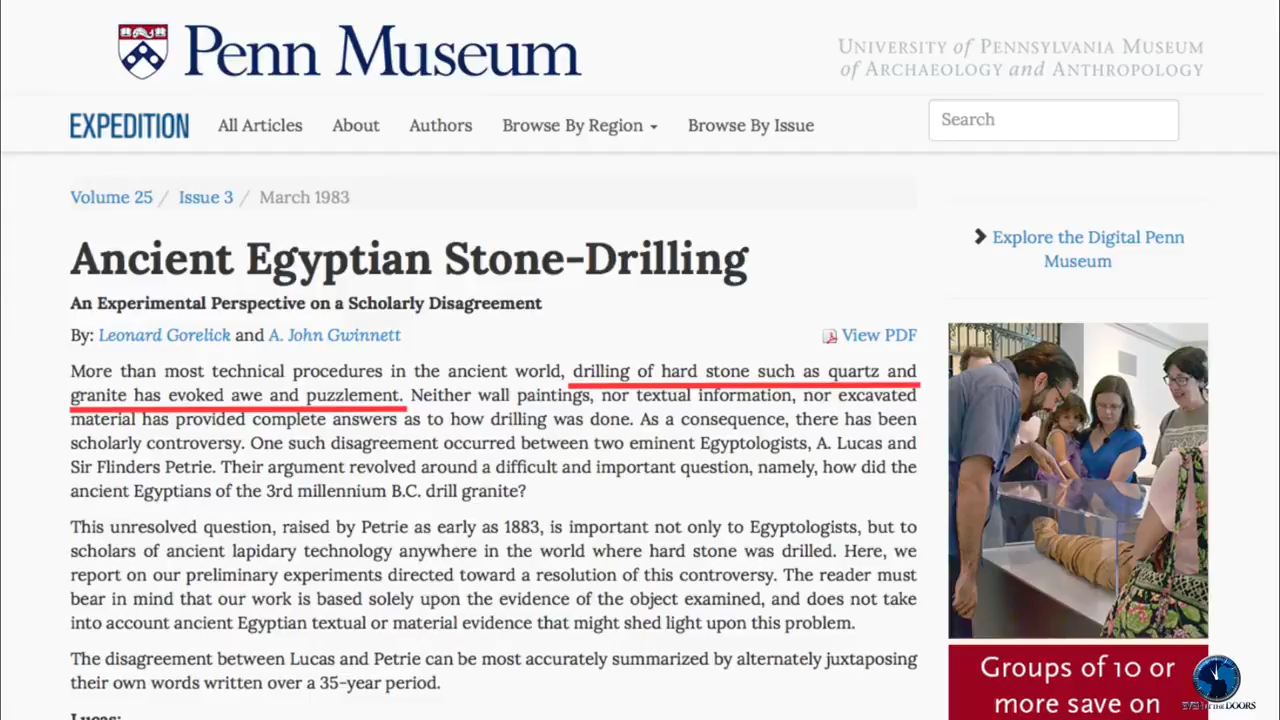 Penn Museum
UNIVERSITY of PENNSYLVANIA MUSEUM
of ARCHAEOLOGY and ANTHROPOLOGY
EXPEDITION All Articles About Authors Browse By Region Browse By Issue Search
Volume 25 / Issue 3 / March 1983
Ancient Egyptian Stone-Drilling
An Experimental Perspective on a Scholarly Disagreement
By: Leonard Gorelick and A. John Gwinnett View PDF
More than most technical procedures in the ancient world, drilling of hard stone such as quartz and
granite has evoked awe and puzzlement. Neither wall paintings, nor textual information, nor excavated
material has provided complete answers as to how drilling was done. As a consequence, there has been
scholarly controversy. One such disagreement occurred between two eminent Egyptologists, A. Lucas and
Sir Flinders Petrie. Their argument revolved around a difficult and important question, namely, how did the
ancient Egyptians of the 3rd millennium B.C. drill granite?
This unresolved question, raised by Petrie as early as 1883, is important not only to Egyptologists, but to
scholars of ancient lapidary technology anywhere in the world where hard stone was drilled. Here, we
report on our preliminary experiments directed toward a resolution of this controversy. The reader must
bear in mind that our work is based solely upon the evidence of the object examined, and does not take
into account ancient Egyptian textual or material evidence that might shed light upon this problem.
The disagreement between Lucas and Petrie can be most accurately summarized by alternately juxtaposing
their own words written over a 35-year period.
Lucas:
Explore the Digital Penn
Museum
Groups of 10 or
more save on
DOORS